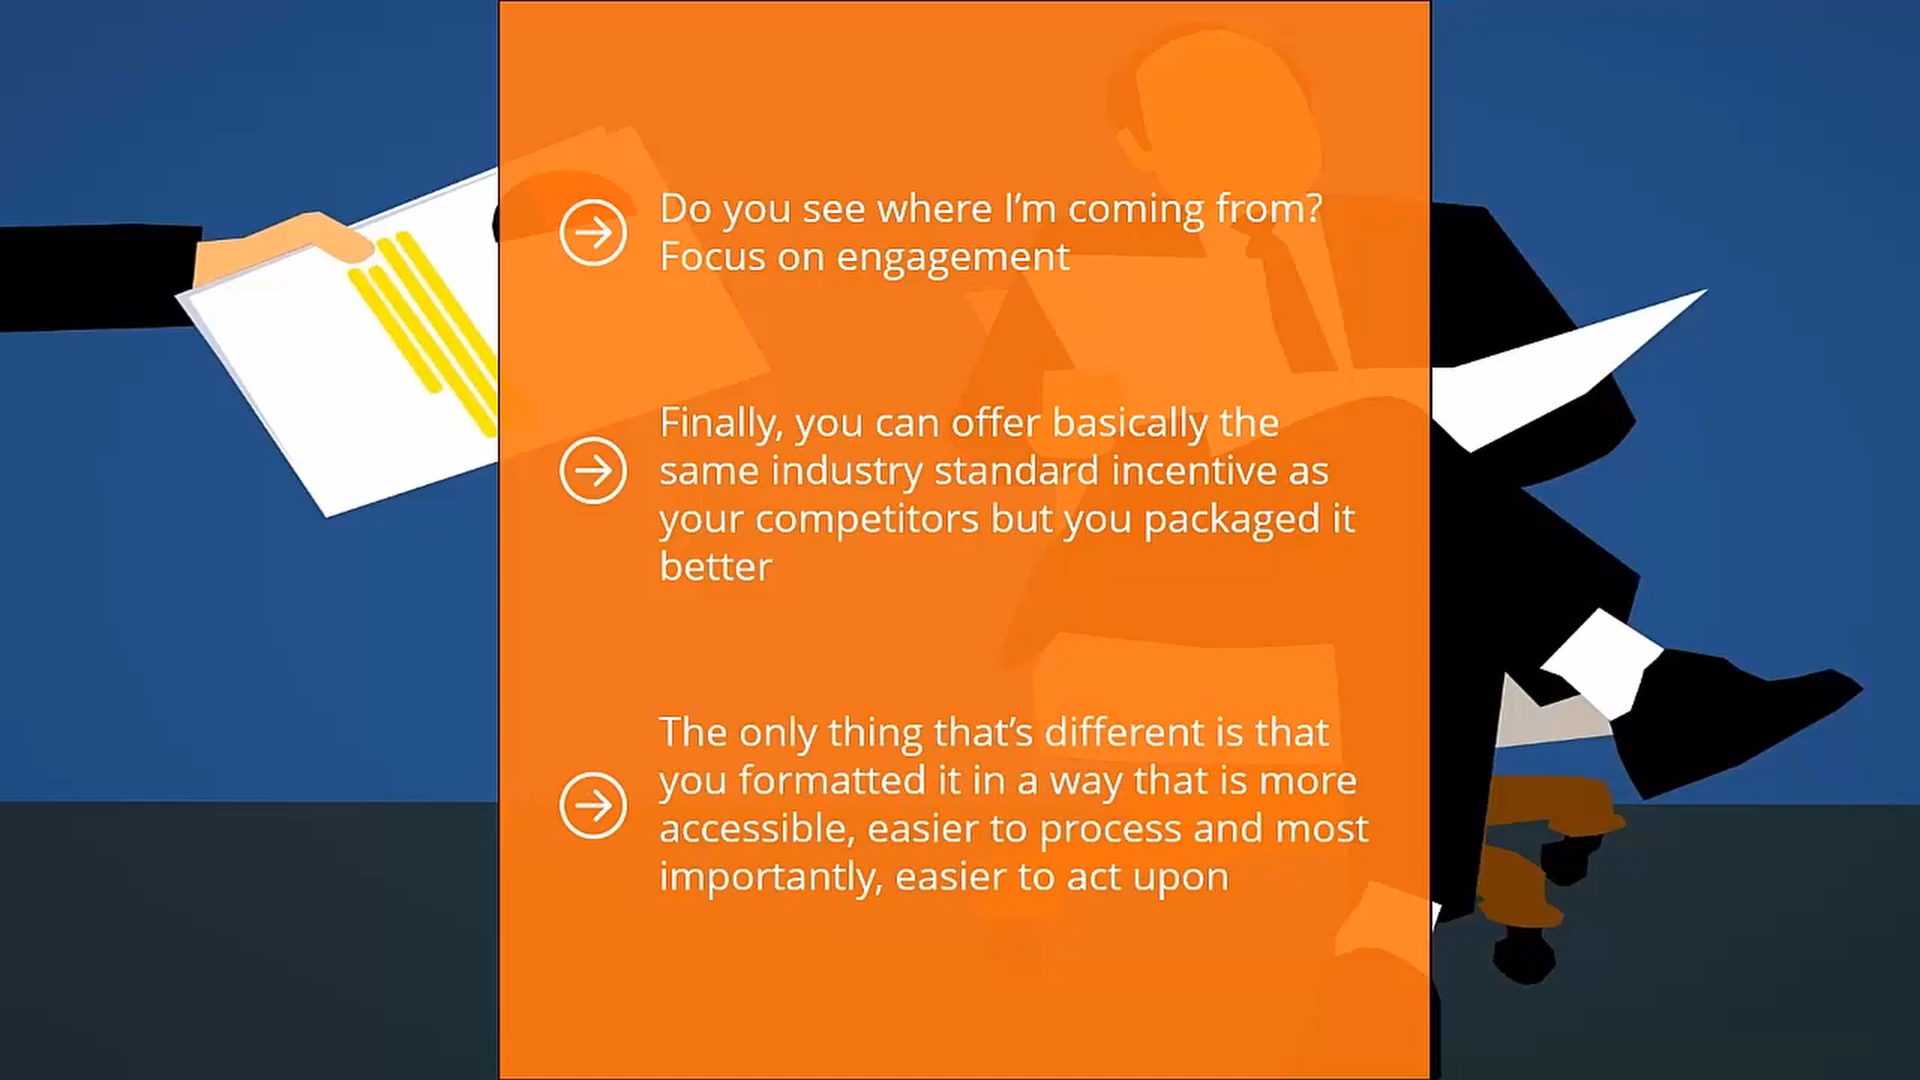 Do you see where I’m coming from?
Focus on engagement
Finally, you can offer basically the
same industry standard incentive as
your competitors but you packaged it
better
The only thing that’s different is that
you formatted it in a way that is more
accessible, easier to process and most
importantly, easier to act upon